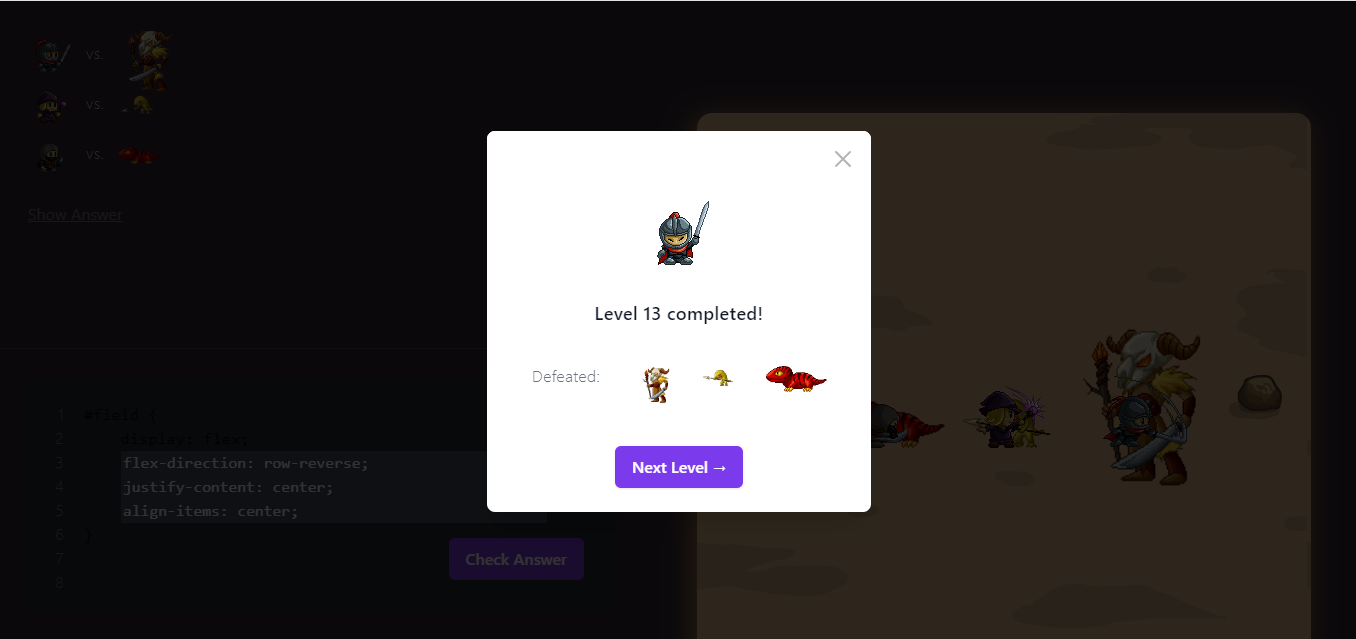 vs.
vs.
vs.
Show Answer
Level 13 completed!
Defeated:
Next Level →
1 #field {
2 display: flex;
3 flex-direction: row-reverse;
4 justify-content: center;
5 align-items: center;
6 }
7
8
Check Answer